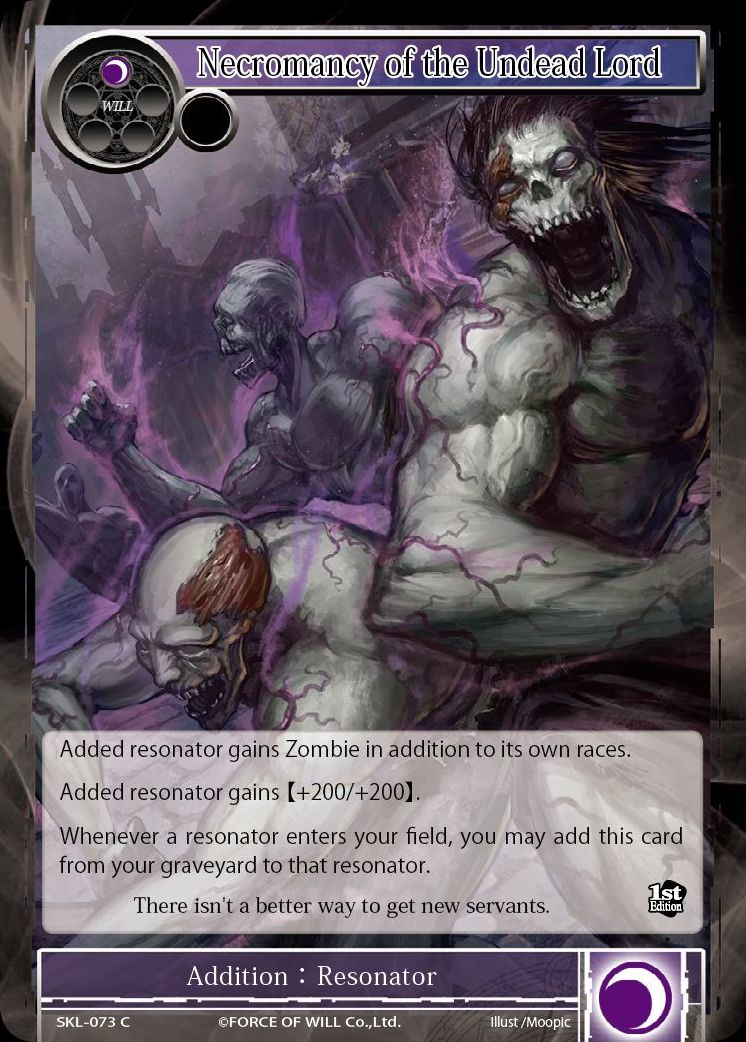 Necromancy of the Undead Lord
WILL
Added resonator gains Zombie in addition to its own races.
Added resonator gains 【+200/+200】.
Whenever a resonator enters your field, you may add this card
from your graveyard to that resonator.
There isn't a better way to get new servants.
1st
Edition
Addition : Resonator
SKL-073 C ©FORCE OF WILL Co.,Ltd. Illust /Moopic